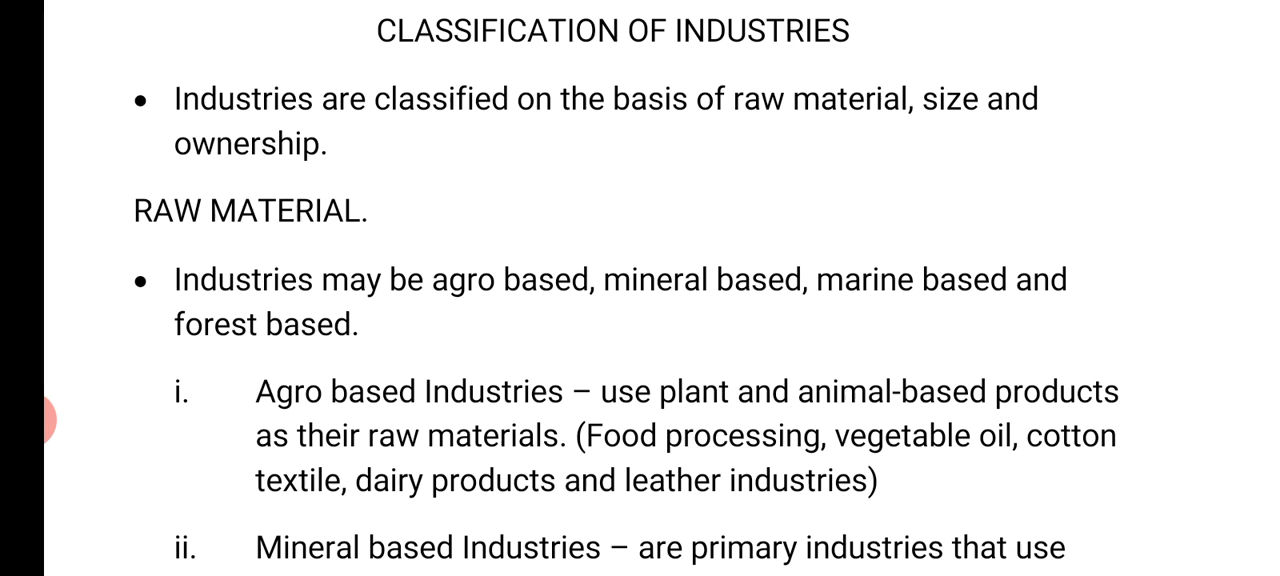 CLASSIFICATION OF INDUSTRIES
• Industries are classified on the basis of raw material, size and
ownership.
RAW MATERIAL.
• Industries may be agro based, mineral based, marine based and
forest based.
i. Agro based Industries – use plant and animal-based products
as their raw materials. (Food processing, vegetable oil, cotton
textile, dairy products and leather industries)
ii. Mineral based Industries – are primary industries that use